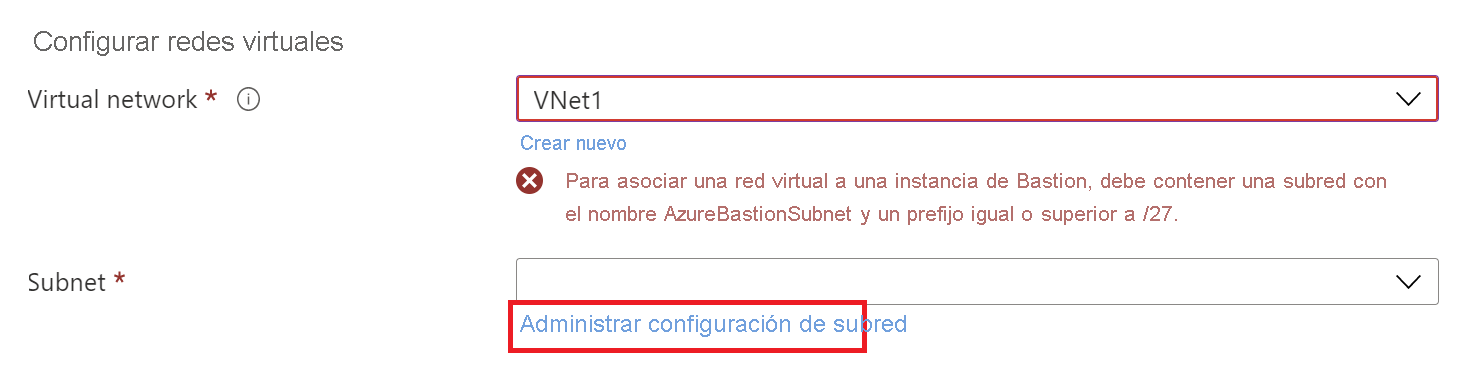 Configurar redes virtuales
Virtual network *
VNet1
Crear nuevo
Para asociar una red virtual a una instancia de Bastion, debe contener una subred con
el nombre AzureBastionSubnet y un prefijo igual o superior a /27.
Subnet *
Administrar configuración de subred